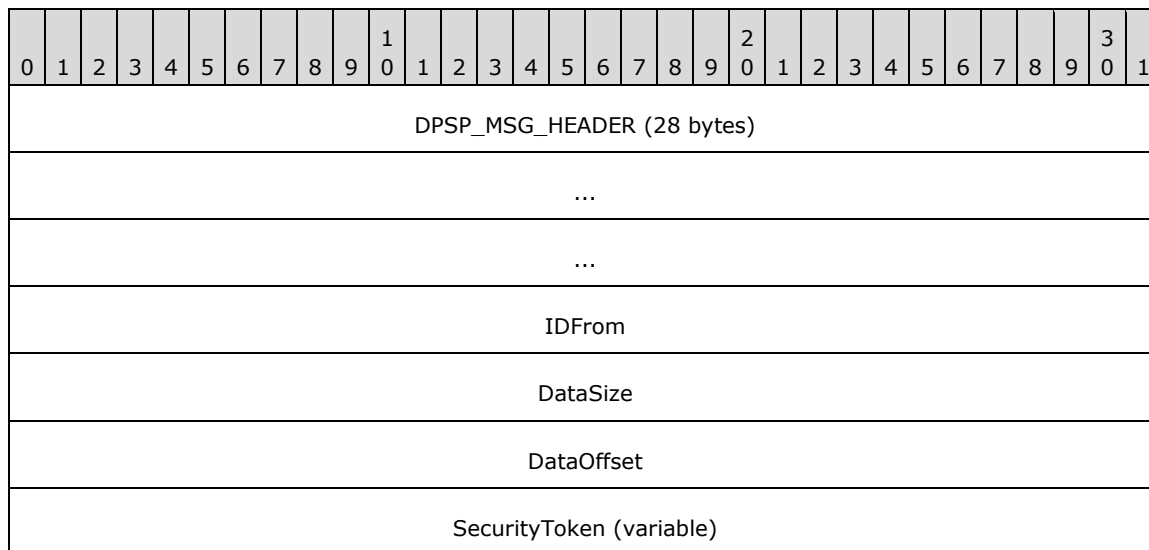 1 2 3
0 1 2 3 4 5 6 7 8 9 0 1 2 3 4 5 6 7 8 9 0 1 2 3 4 5 6 7 8 9 0 1
DPSP_MSG_HEADER (28 bytes)
...
...
IDFrom
DataSize
DataOffset
SecurityToken (variable)